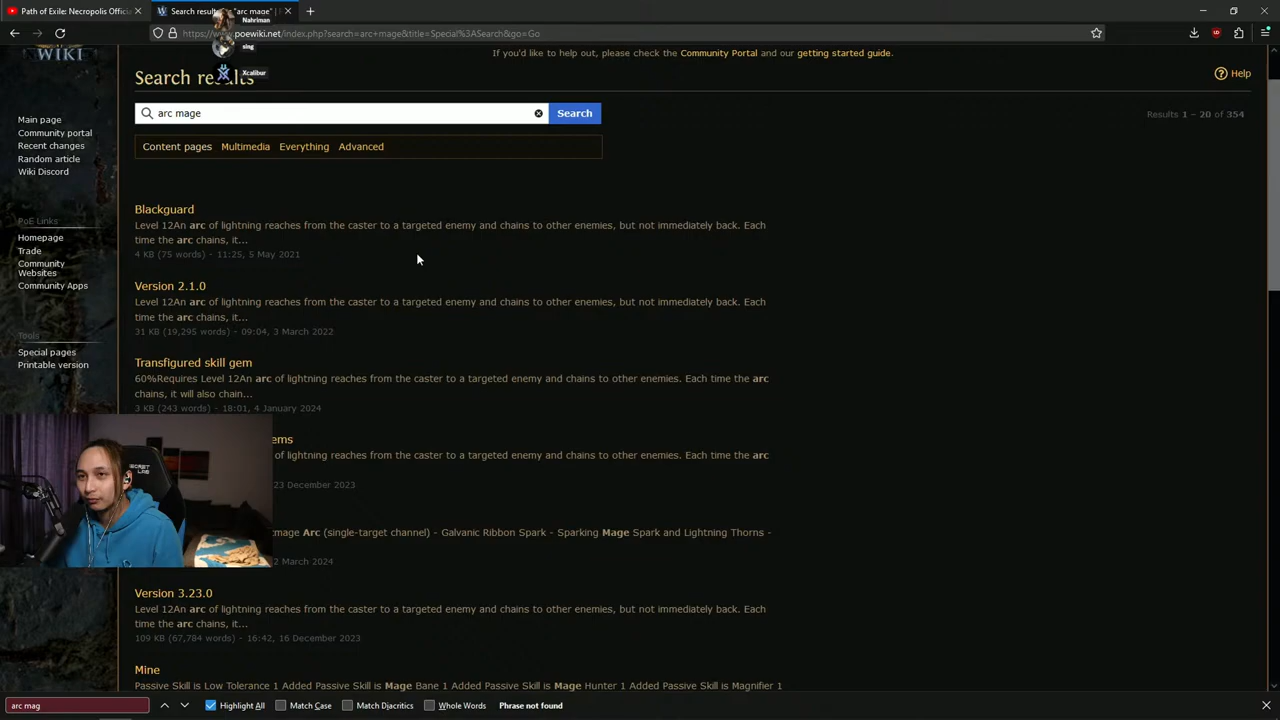 Path of Exile: Necropolis Officia
Search results for "arc mage"
Nahriman
https://www.poewiki.net/index.php?search=arc+mage&title=Special%3ASearch&go=Go
sing
WIKI
If you'd like to help out, please check the Community Portal and our getting started guide.
Xcalibur
Search results
Help
arc mage
Search
Results 1 – 20 of 354
Main page
Community portal
Recent changes
Random article
Wiki Discord
Content pages Multimedia Everything Advanced
PoE Links
Homepage
Trade
Community Websites
Community Apps
Tools
Special pages
Printable version
Blackguard
Level 12An arc of lightning reaches from the caster to a targeted enemy and chains to other enemies, but not immediately back. Each
time the arc chains, it...
4 KB (75 words) - 11:25, 5 May 2021
Version 2.1.0
Level 12An arc of lightning reaches from the caster to a targeted enemy and chains to other enemies, but not immediately back. Each
time the arc chains, it...
31 KB (19,295 words) - 09:04, 3 March 2022
Transfigured skill gem
60%Requires Level 12An arc of lightning reaches from the caster to a targeted enemy and chains to other enemies. Each time the arc
chains, it will also chain...
3 KB (243 words) - 18:01, 4 January 2024
ems
of lightning reaches from the caster to a targeted enemy and chains to other enemies. Each time the arc
23 December 2023
mage Arc (single-target channel) - Galvanic Ribbon Spark - Sparking Mage Spark and Lightning Thorns -
March 2024
Version 3.23.0
Level 12An arc of lightning reaches from the caster to a targeted enemy and chains to other enemies, but not immediately back. Each
time the arc chains, it...
109 KB (67,784 words) - 16:42, 16 December 2023
Mine
Passive Skill is Low Tolerance 1 Added Passive Skill is Mage Bane 1 Added Passive Skill is Mage Hunter 1 Added Passive Skill is Magnifier 1
SECRET LAB
arc mag
Highlight All Match Case Match Diacritics Whole Words Phrase not found